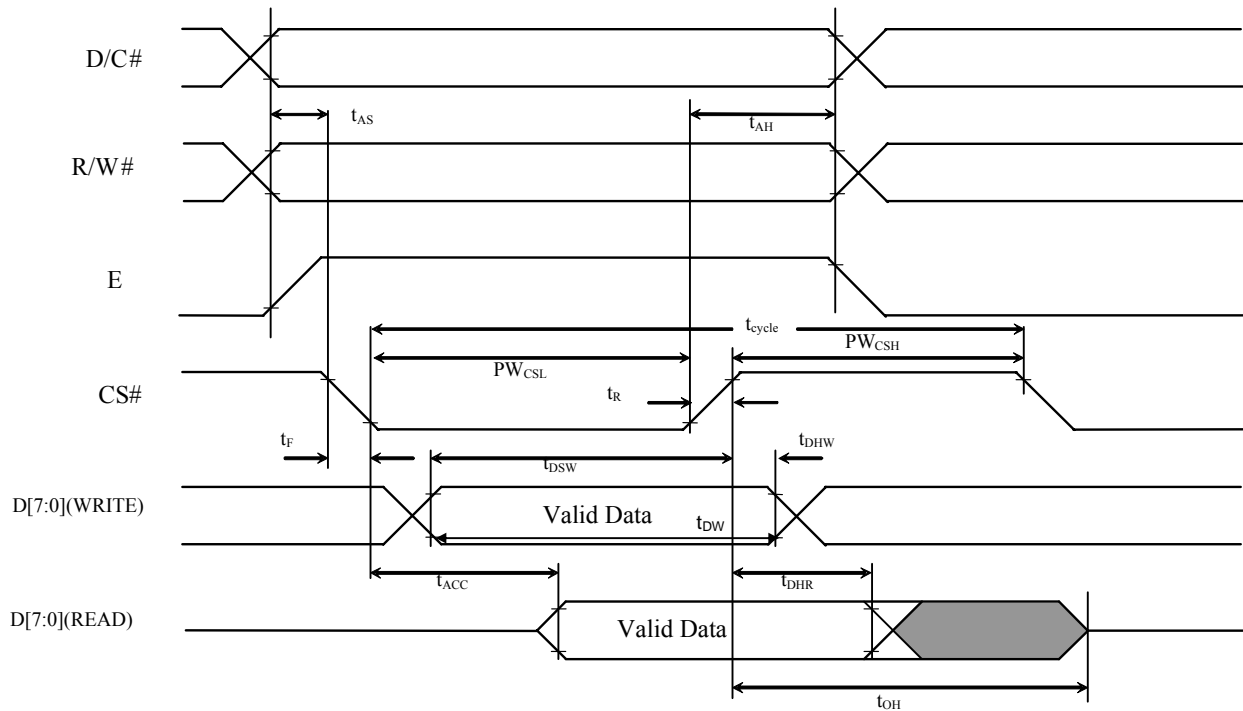 D/C#
tAS
tAH
R/W#
E
tcycle
PWCSL
PWCSH
CS#
tR
tF
tDSW
tDHW
D[7:0](WRITE)
Valid Data
tDW
tACC
tDHR
D[7:0](READ)
Valid Data
tOH